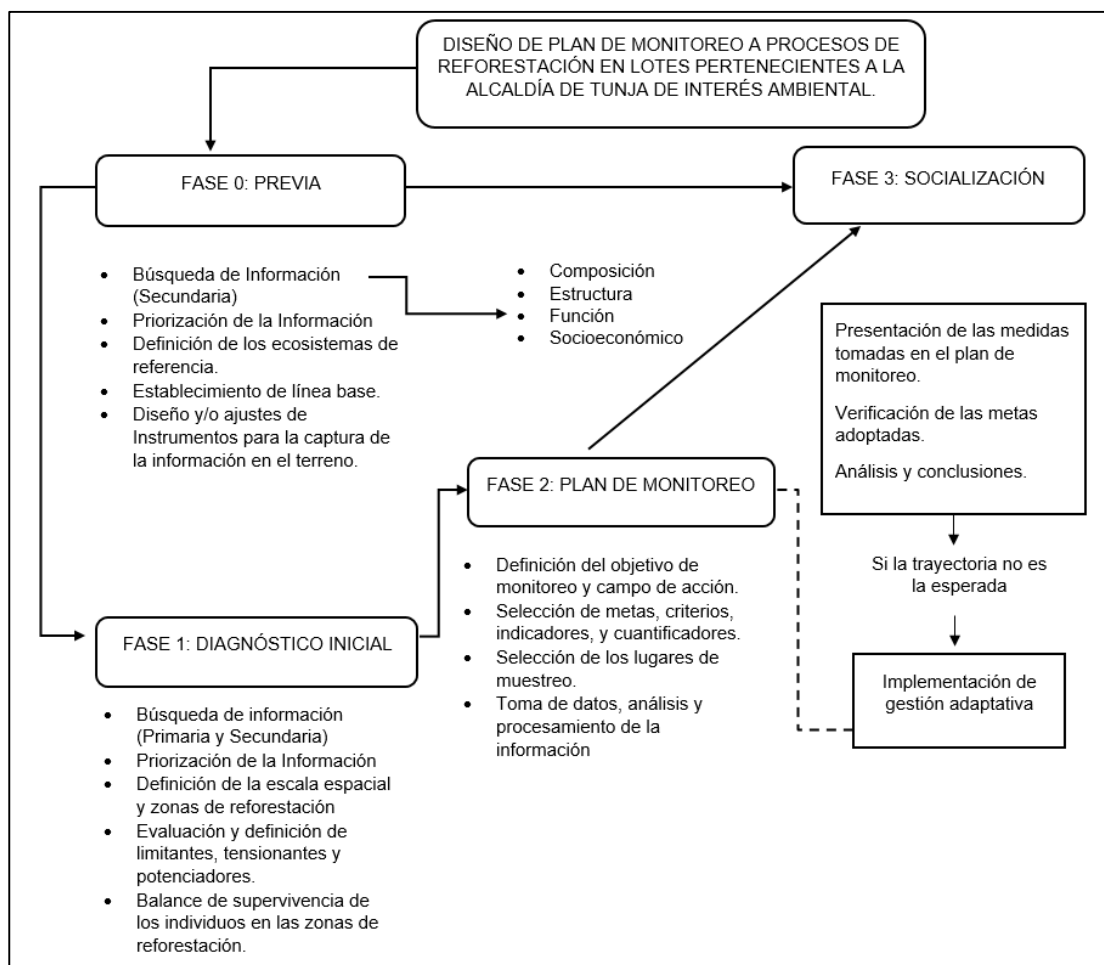 DISEÑO DE PLAN DE MONITOREO A PROCESOS DE
REFORESTACIÓN EN LOTES PERTENECIENTES A LA
ALCALDÍA DE TUNJA DE INTERÉS AMBIENTAL.
FASE 0: PREVIA
FASE 3: SOCIALIZACIÓN
• Búsqueda de Información
(Secundaria)
• Priorización de la Información
• Definición de los ecosistemas de
referencia.
• Establecimiento de línea base.
• Diseño y/o ajustes de
Instrumentos para la captura de
la información en el terreno.
• Composición
• Estructura
• Función
• Socioeconómico
Presentación de las medidas
tomadas en el plan de
monitoreo.
Verificación de las metas
adoptadas.
Análisis y conclusiones.
Si la trayectoria no es
la esperada
Implementación de
gestión adaptativa
FASE 2: PLAN DE MONITOREO
• Definición del objetivo de
monitoreo y campo de acción.
• Selección de metas, criterios,
indicadores, y cuantificadores.
• Selección de los lugares de
muestreo.
• Toma de datos, análisis y
procesamiento de la
información
FASE 1: DIAGNÓSTICO INICIAL
• Búsqueda de información
(Primaria y Secundaria)
• Priorización de la Información
• Definición de la escala espacial
y zonas de reforestación
• Evaluación y definición de
limitantes, tensionantes y
potenciadores.
• Balance de supervivencia de
los individuos en las zonas de
reforestación.